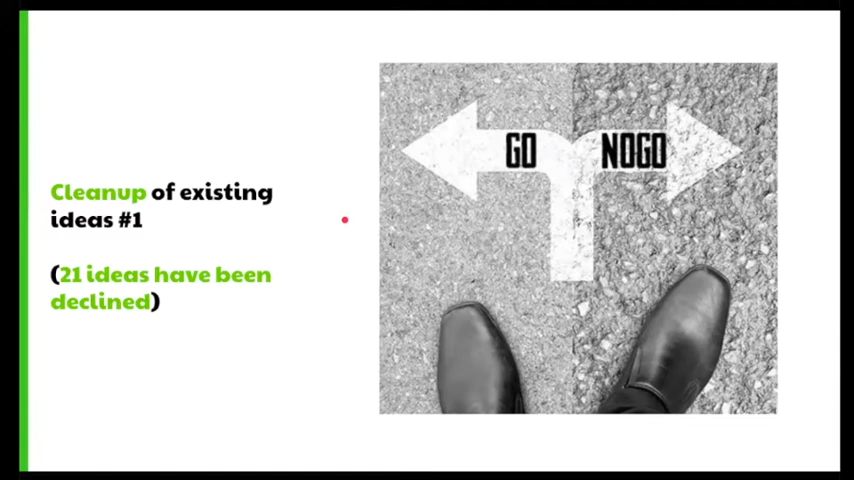 Cleanup of existing
ideas #1
(21 ideas have been
declined)
GO
NOGO